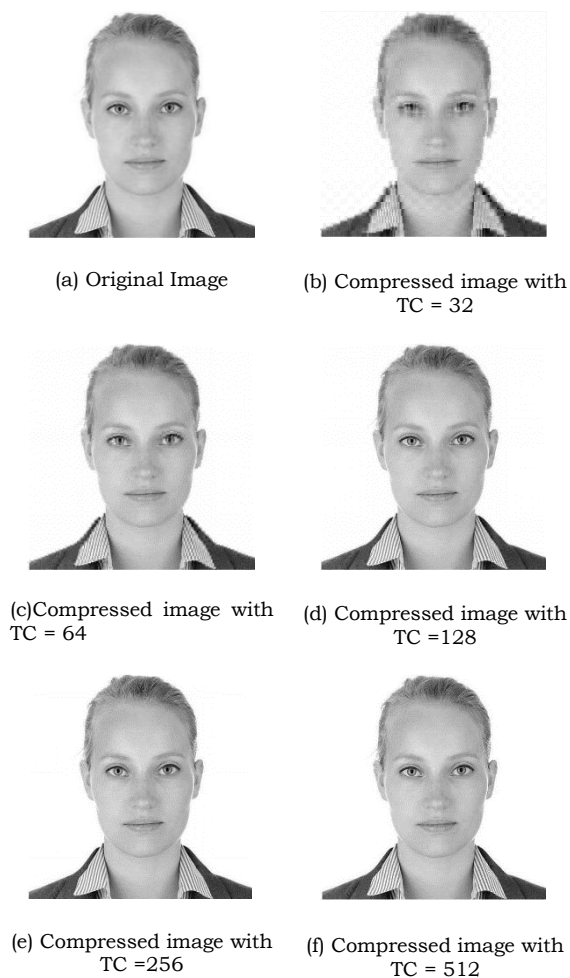 (a) Original Image
(b) Compressed image with
TC = 32
(c)Compressed image with
TC = 64
(d) Compressed image with
TC =128
(e) Compressed image with
TC =256
(f) Compressed image with
TC = 512